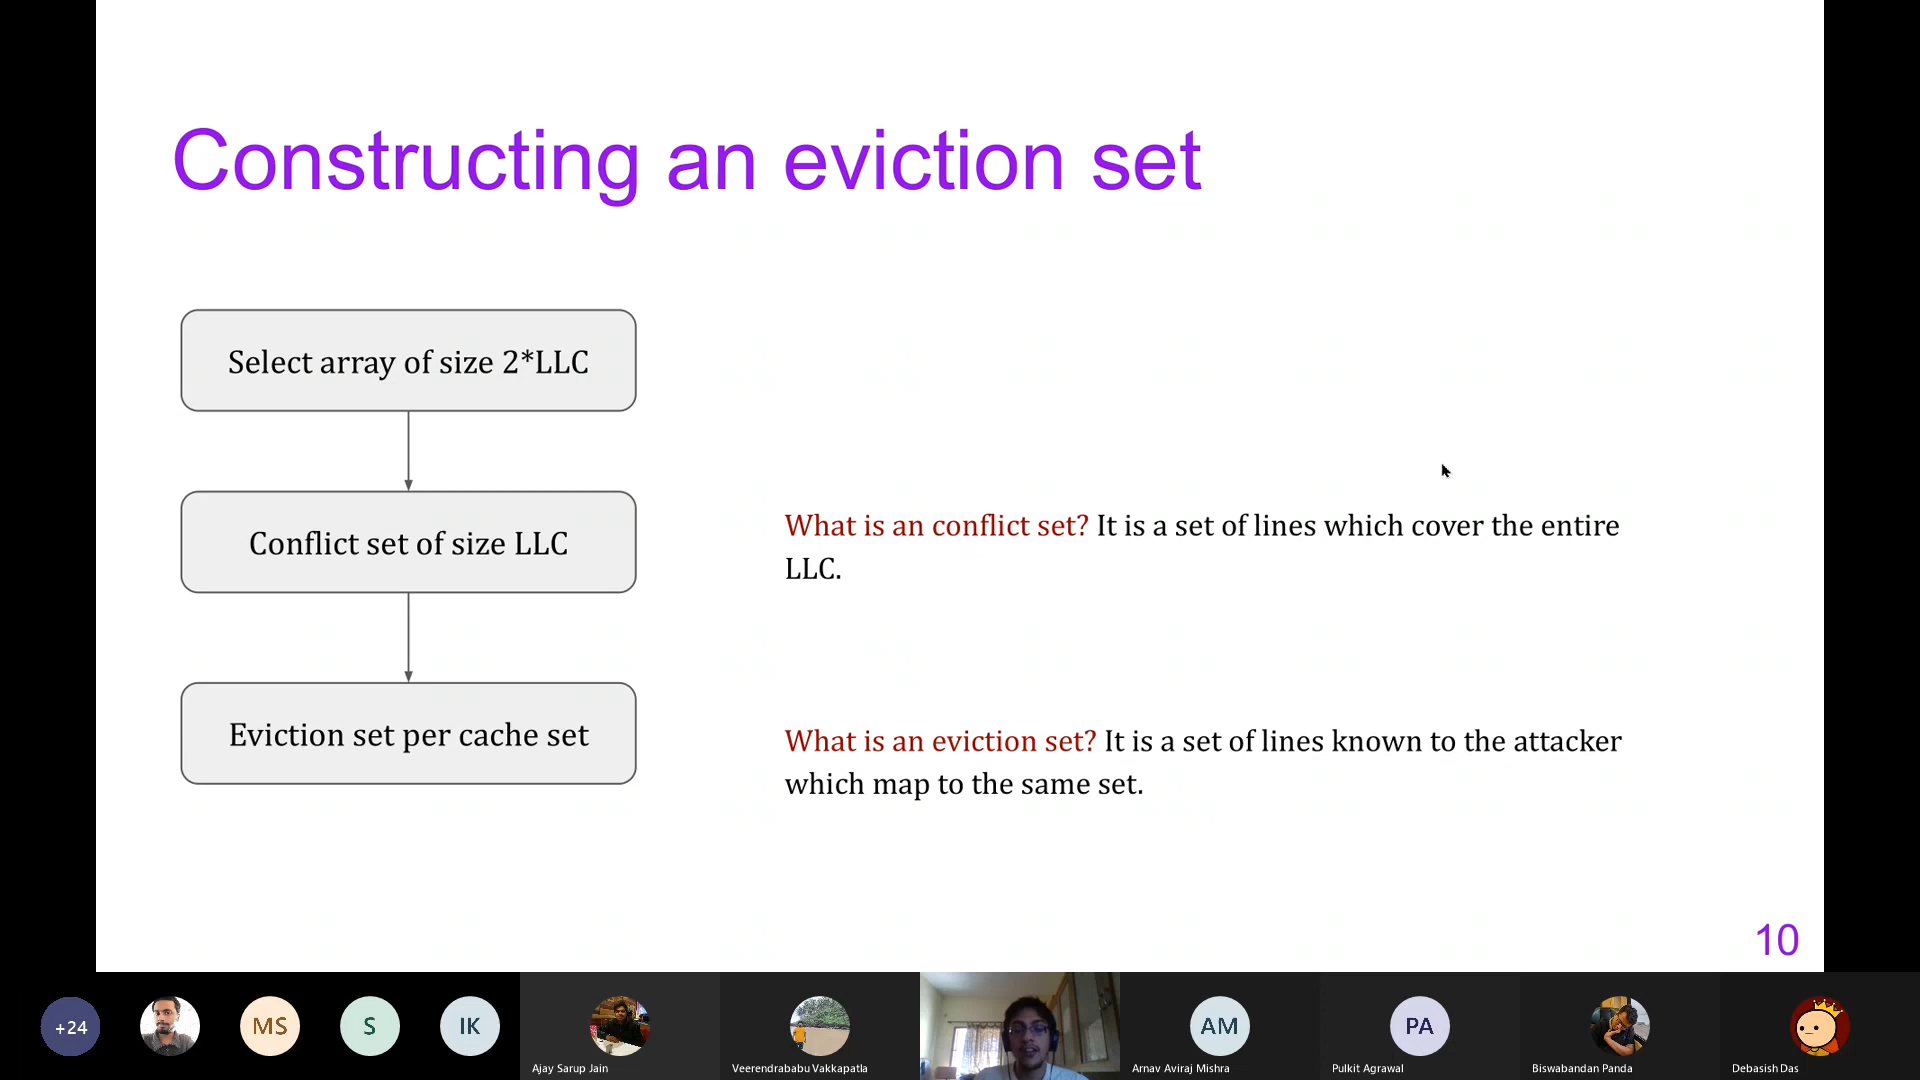 Constructing an eviction set
Select array of size 2*LLC
Conflict set of size LLC
What is an conflict set? It is a set of lines which cover the entire
LLC.
Eviction set per cache set
What is an eviction set? It is a set of lines known to the attacker
which map to the same set.
10
+24
MS
S
IK
AM
PA
Ajay Sarup Jain
Veerendrababu Vakkapatla
Arnav Aviraj Mishra
Pulkit Agrawal
Biswabandan Panda
Debasish Das